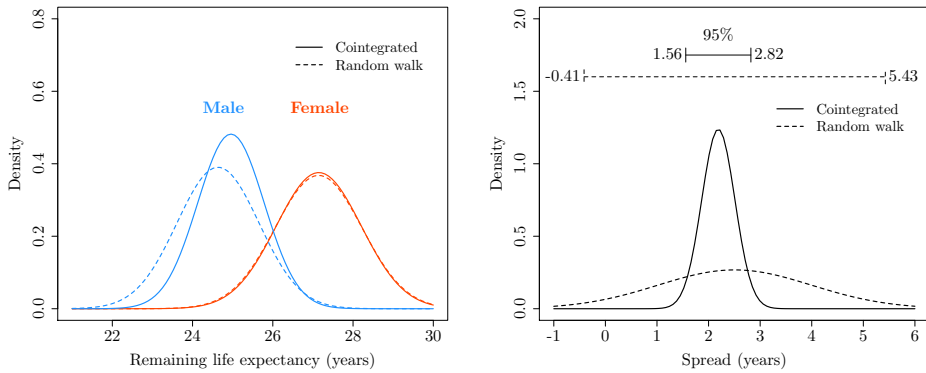 0.8
0.6
0.4
0.2
0.0
Density
Cointegrated
Random walk
Male
Female
22
24
26
28
30
Remaining life expectancy (years)
2.0
1.5
1.0
0.5
0.0
Density
95%
1.56
2.82
-0.41
5.43
Cointegrated
Random walk
-1
0
1
2
3
4
5
6
Spread (years)